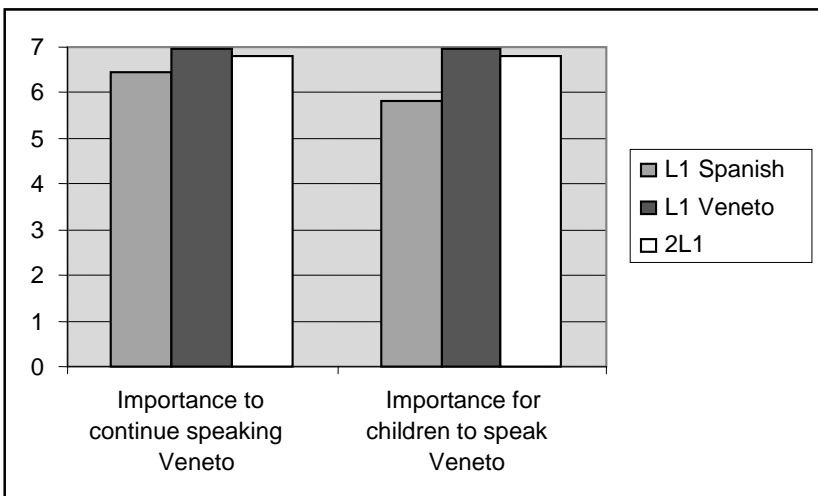 7
6
5
4
3
2
1
0
Importance to
continue speaking
Veneto
Importance for
children to speak
Veneto
L1 Spanish
L1 Veneto
2L1